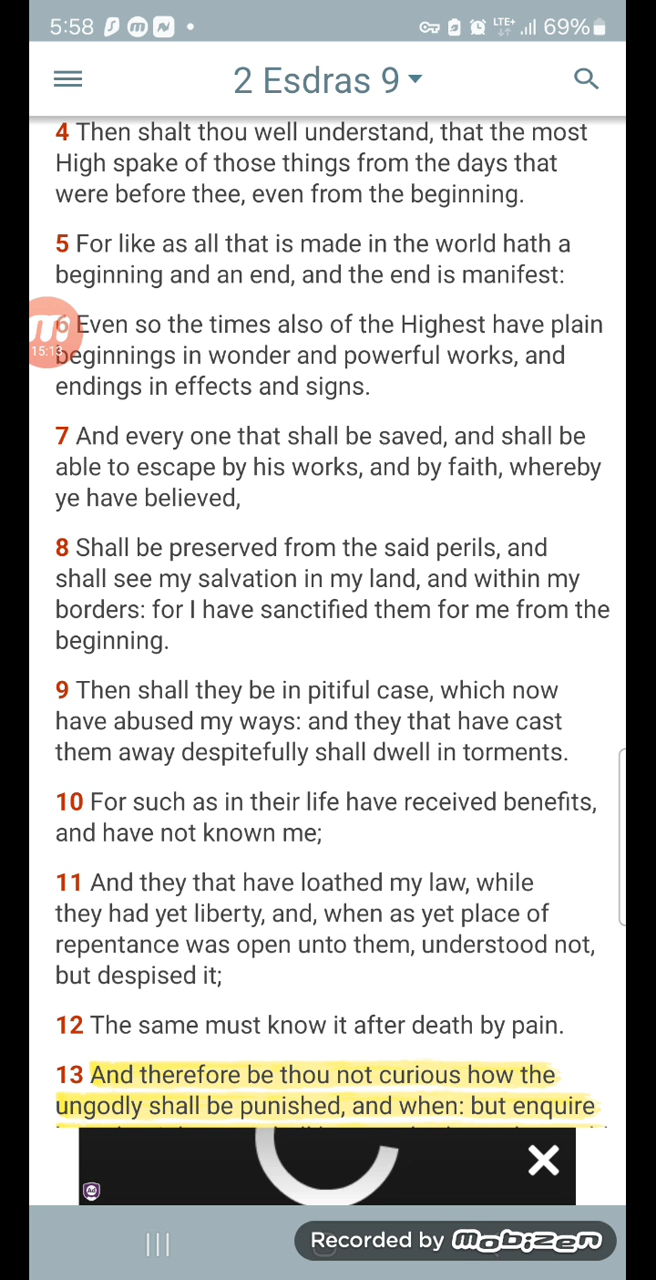 5:58
LTE+ 69%
2 Esdras 9
4 Then shalt thou well understand, that the most
High spake of those things from the days that
were before thee, even from the beginning.
5 For like as all that is made in the world hath a
beginning and an end, and the end is manifest:
6 Even so the times also of the Highest have plain
15:13
beginnings in wonder and powerful works, and
endings in effects and signs.
7 And every one that shall be saved, and shall be
able to escape by his works, and by faith, whereby
ye have believed,
8 Shall be preserved from the said perils, and
shall see my salvation in my land, and within my
borders: for I have sanctified them for me from the
beginning.
9 Then shall they be in pitiful case, which now
have abused my ways: and they that have cast
them away despitefully shall dwell in torments.
10 For such as in their life have received benefits,
and have not known me;
11 And they that have loathed my law, while
they had yet liberty, and, when as yet place of
repentance was open unto them, understood not,
but despised it;
12 The same must know it after death by pain.
13 And therefore be thou not curious how the
ungodly shall be punished, and when: but enquire
Ad
Recorded by mobizen